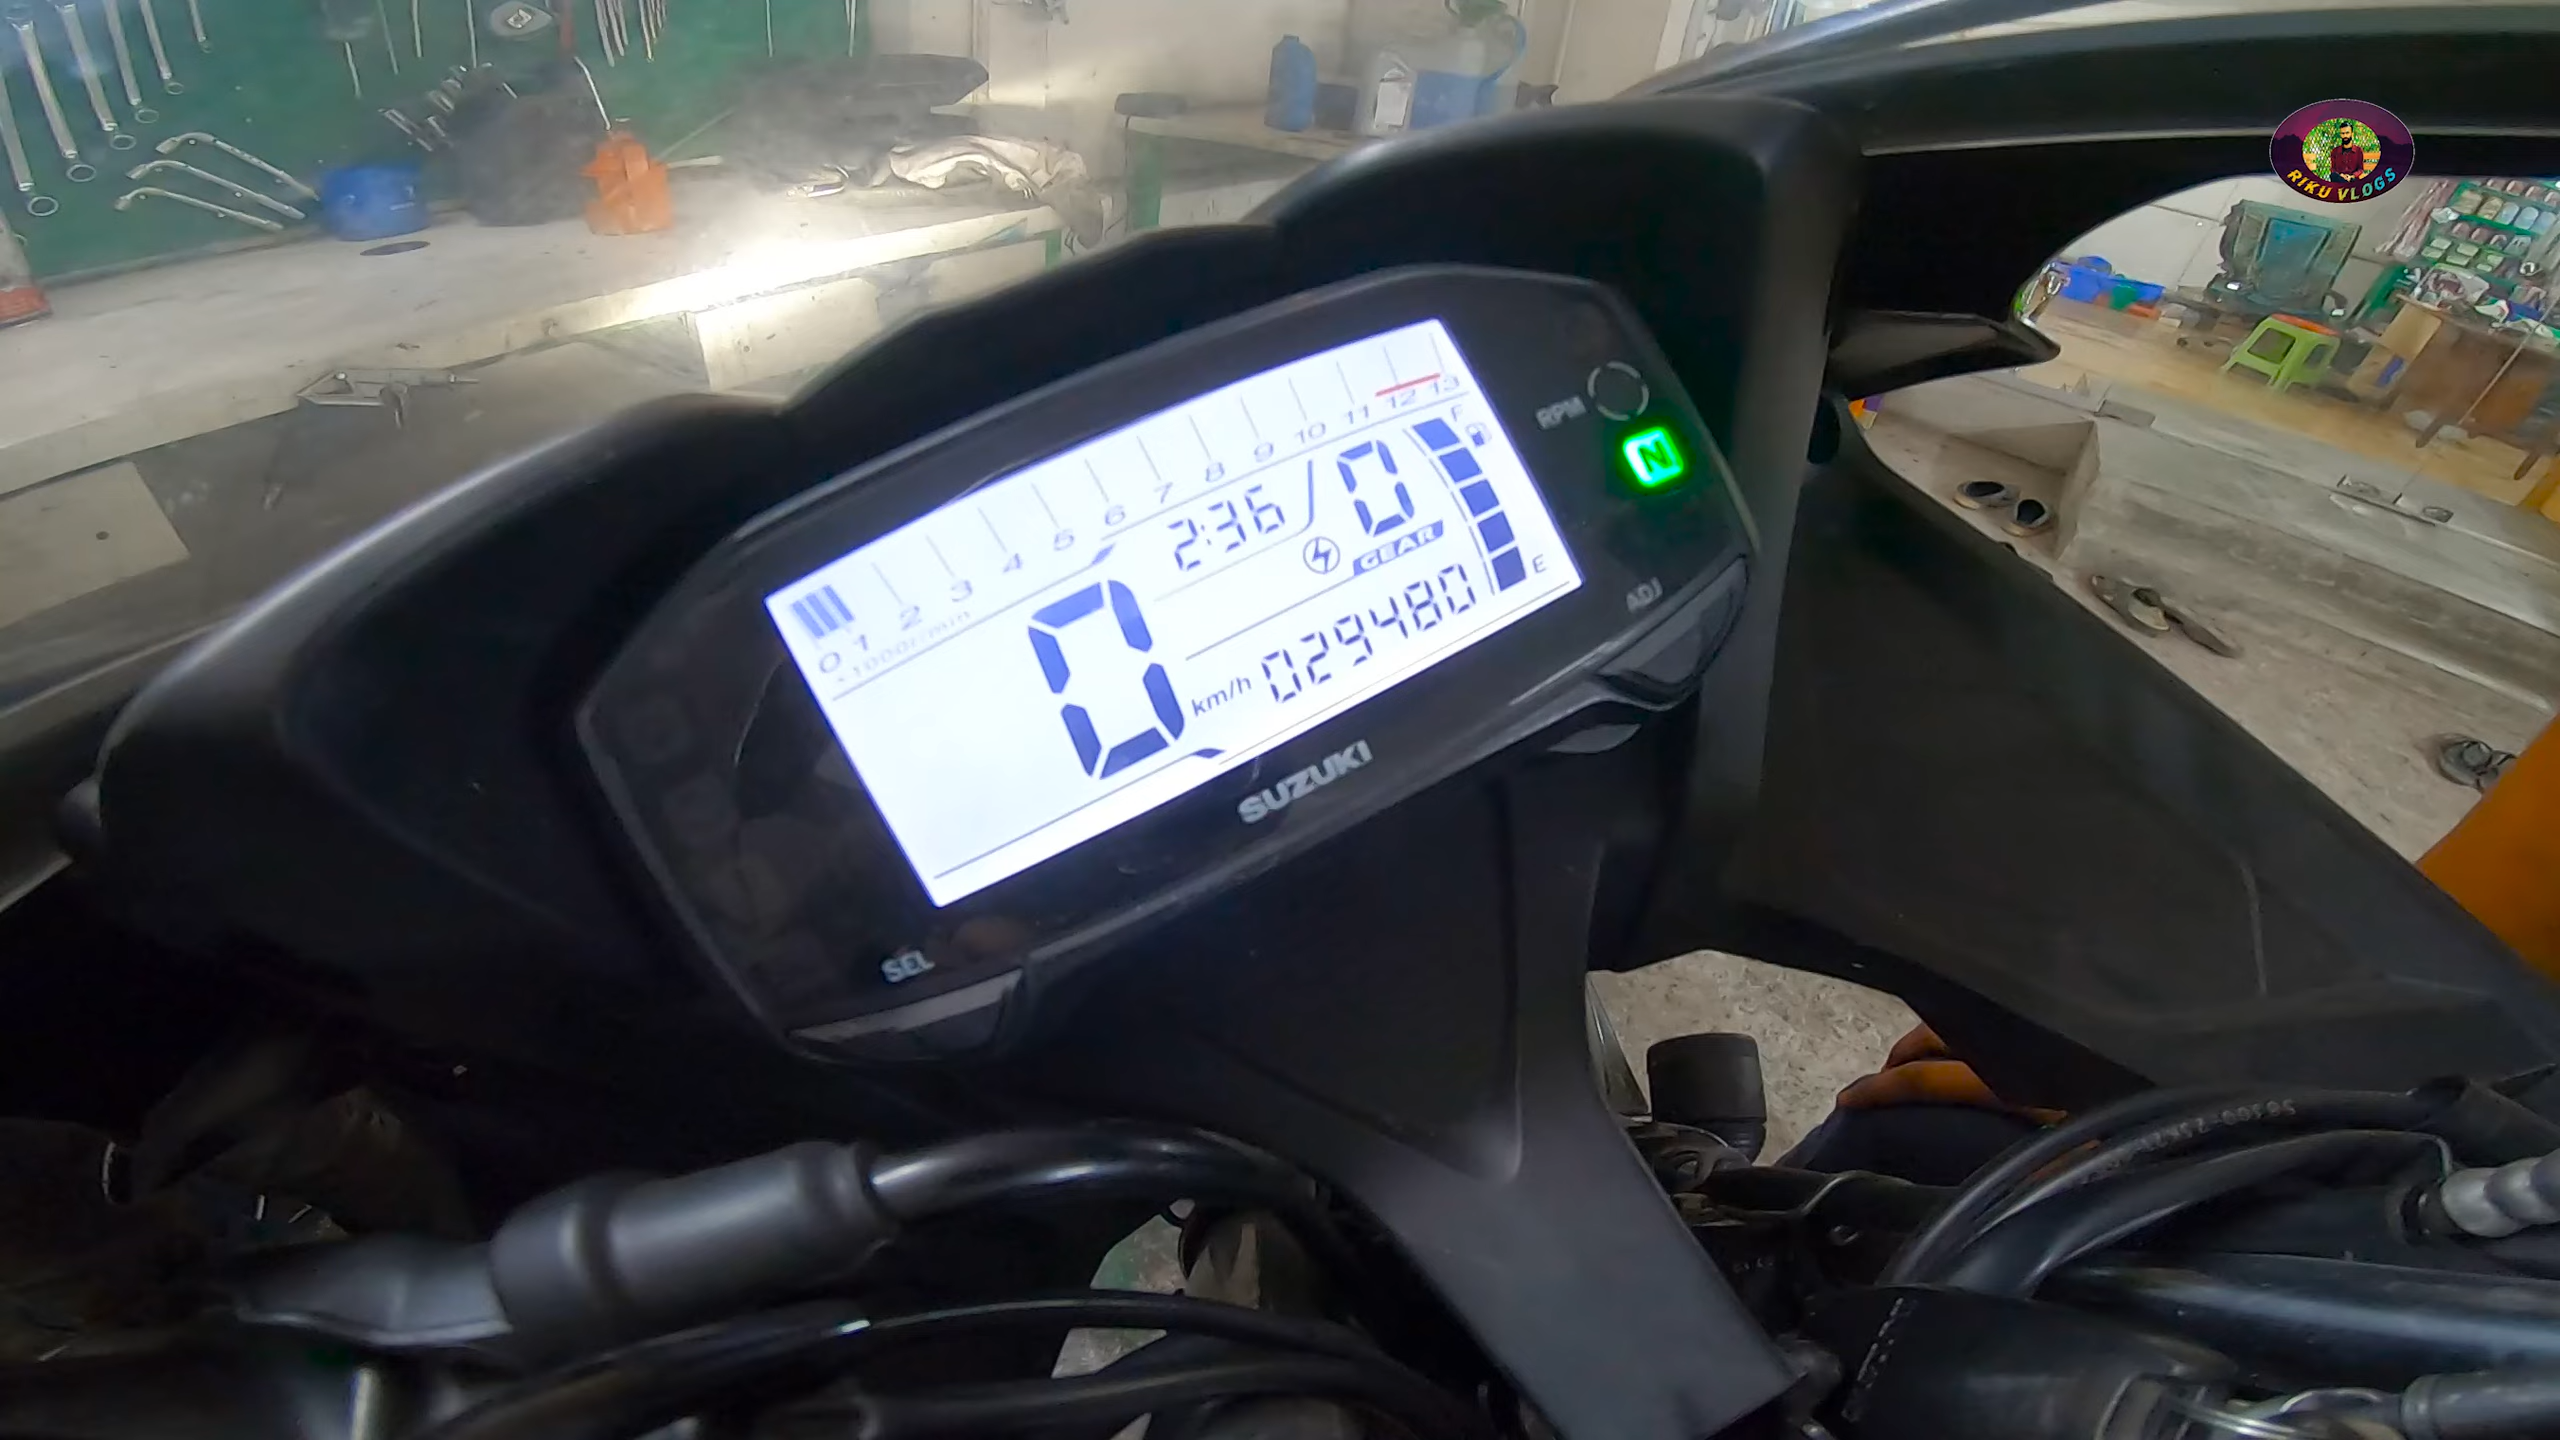 RIKU VLOGS
0 1 2 3 4 5 6 7 8 9 10 11 12 13
×1000r/min
2:36
0
GEAR
F
E
0
km/h
029480
RPM
N
ADJ
SUZUKI
SEL